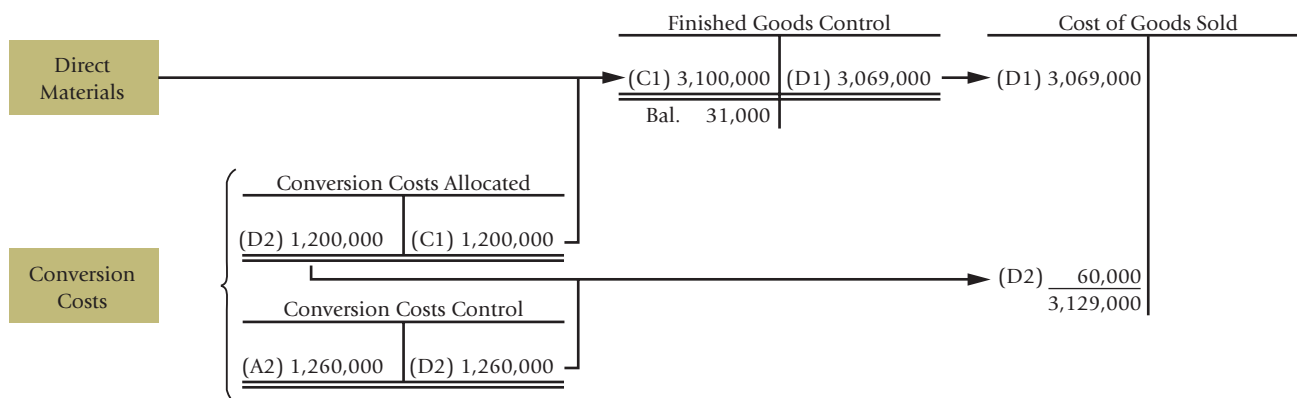 Finished Goods Control
Cost of Goods Sold
Direct
Materials
(C1) 3,100,000 (D1) 3,069,000
(D1) 3,069,000
Bal. 31,000
Conversion Costs Allocated
(D2) 1,200,000 (C1) 1,200,000
Conversion
Costs
(D2) 60,000
3,129,000
Conversion Costs Control
(A2) 1,260,000 (D2) 1,260,000